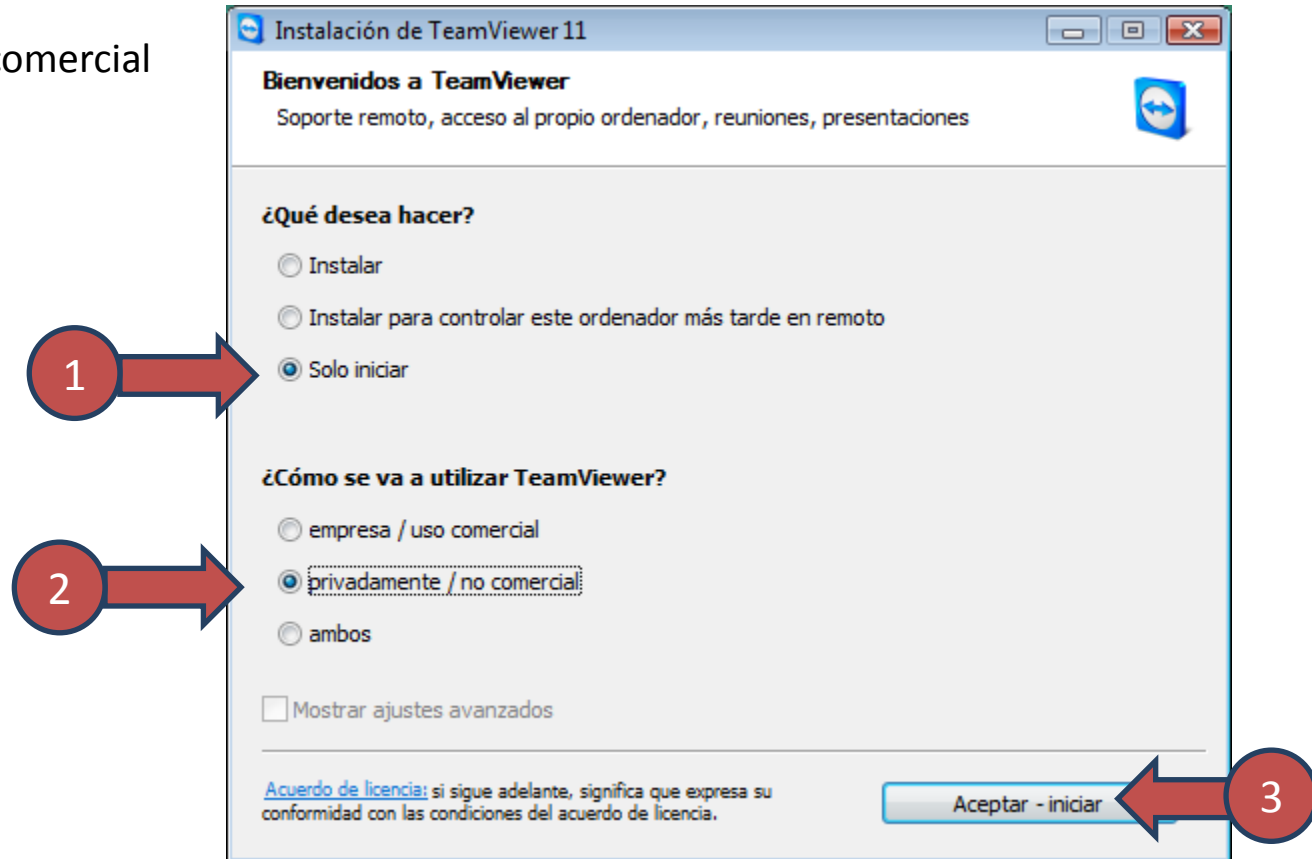 Instalación de TeamViewer 11
comercial
Bienvenidos a TeamViewer
Soporte remoto, acceso al propio ordenador, reuniones, presentaciones
¿Qué desea hacer?
Instalar
Instalar para controlar este ordenador más tarde en remoto
1
Solo iniciar
¿Cómo se va a utilizar TeamViewer?
empresa / uso comercial
2
privadamente / no comercial
ambos
Mostrar ajustes avanzados
Acuerdo de licencia: si sigue adelante, significa que expresa su
conformidad con las condiciones del acuerdo de licencia.
Aceptar - iniciar
3